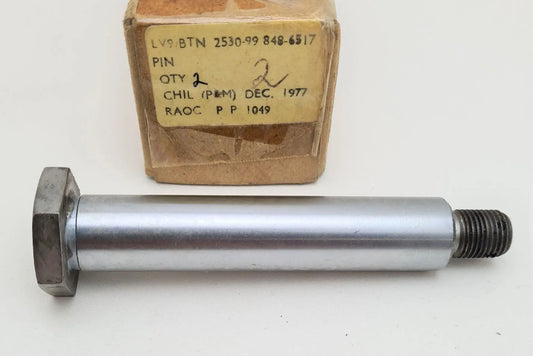 LV9/BTN 2530-99 848-6517
PIN
QTY 2 2
CHIL (P&M) DEC. 1977
RAOC P P 1049